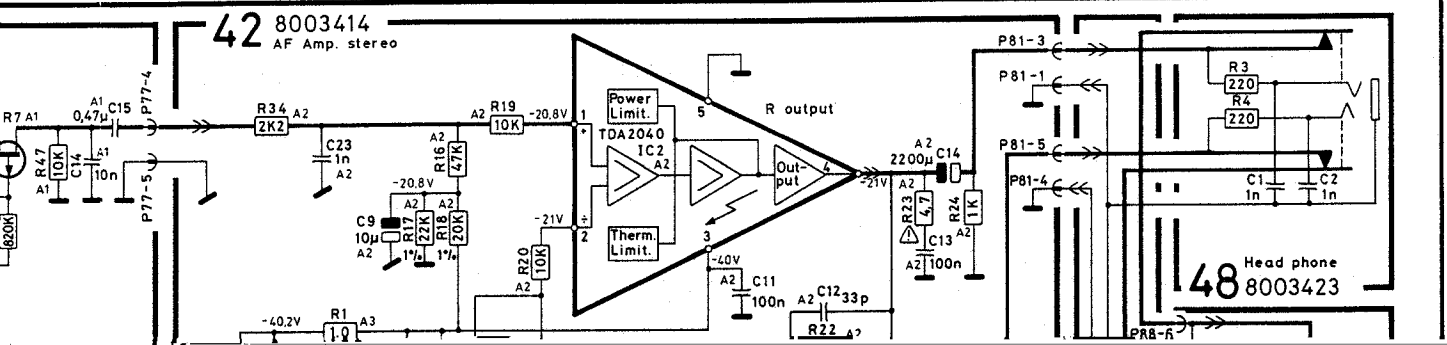 42 8003414
AF Amp. stereo
R7 A1
A1
0,47μ C15
P77-4
R47
10K
A1
C14
A1
10n
820K
P77-5
R34
A2
2K2
C23
1n
A2
A2
R16
47K
A2
R19
10K
-20,8V
-20,8V
C9
10μ
A2
A2
R17
22K
1%
A2
R18
20K
1%
-21V
R20
10K
A2
-40,2V
R1
A3
1Ω
1
+
Power
Limit.
TDA2040
IC2
A2
÷
2
Therm.
Limit.
Out-
put
4
5
R output
3
-40V
A2
C11
100n
-21V
A2
2200μ C14
A2
R23
4,7
A2
C13
100n
R24
1K
A2
A2 C12 33p
R22 A2
P81-3
P81-1
P81-5
P81-4
R3
220
R4
220
C1
1n
C2
1n
48 Head phone
8003423
P88-6